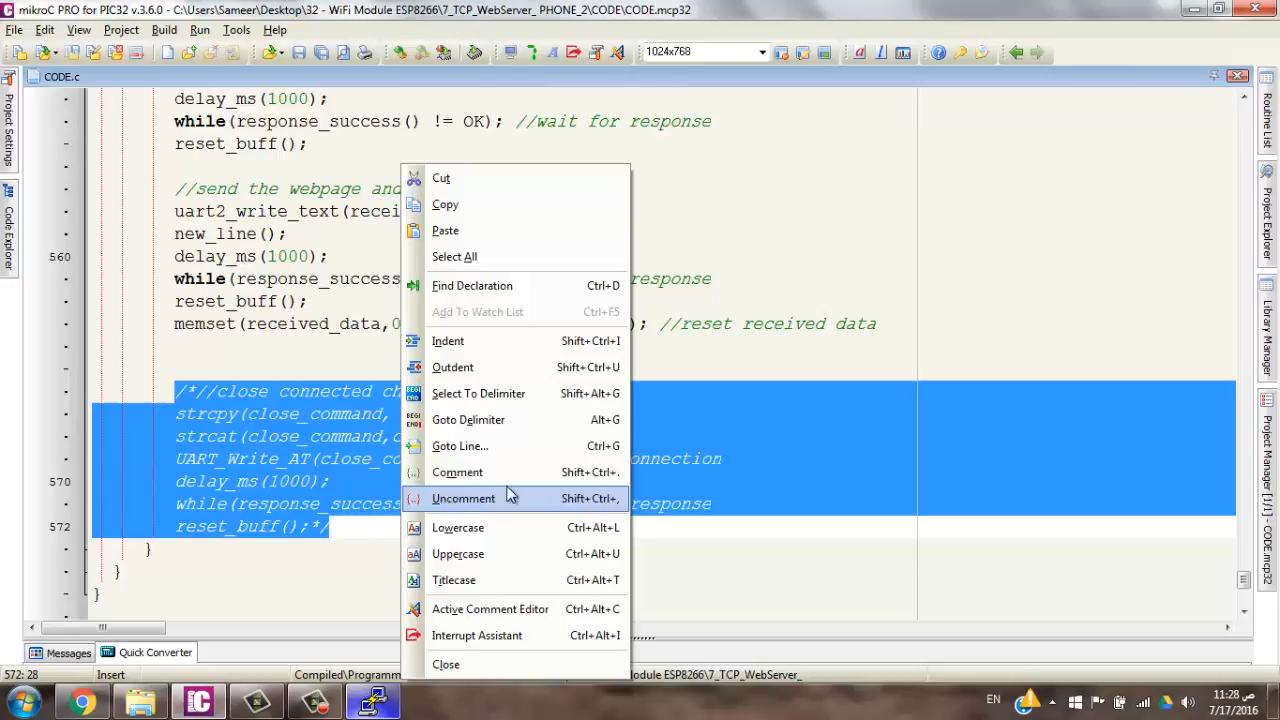 mikroC PRO for PIC32 v.3.6.0 - C:\Users\Sameer\Desktop\32 - WiFi Module ESP8266\7_TCP_WebServer_ PHONE_2\CODE\CODE.mcp32
File Edit View Project Build Run Tools Help
1024x768
CODE.c
delay_ms(1000);
while(response_success() != OK); //wait for response
reset_buff();
//send the webpage and
uart2_write_text(recei
new_line();
560 delay_ms(1000);
while(response_success response
reset_buff();
memset(received_data,0 ); //reset received data
/*//close connected ch
strcpy(close_command,
strcat(close_command,c
UART_Write_AT(close_co onnection
570 delay_ms(1000);
while(response_success response
572 reset_buff();*/
}
}
}
Cut
Copy
Paste
Select All
Find Declaration Ctrl+D
Add To Watch List Ctrl+F5
Indent Shift+Ctrl+I
Outdent Shift+Ctrl+U
Select To Delimiter Shift+Alt+G
Goto Delimiter Alt+G
Goto Line... Ctrl+G
Comment Shift+Ctrl+.
Uncomment Shift+Ctrl+,
Lowercase Ctrl+Alt+L
Uppercase Ctrl+Alt+U
Titlecase Ctrl+Alt+T
Active Comment Editor Ctrl+Alt+C
Interrupt Assistant Ctrl+Alt+I
Close
Project Settings
Code Explorer
Routine List
Project Explorer
Project Manager [1/1] - CODE.mcp32
Library Manager
Messages Quick Converter
572: 28 Insert Compiled/Programm Module ESP8266\7_TCP_WebServer_
EN
11:28 ص
7/17/2016